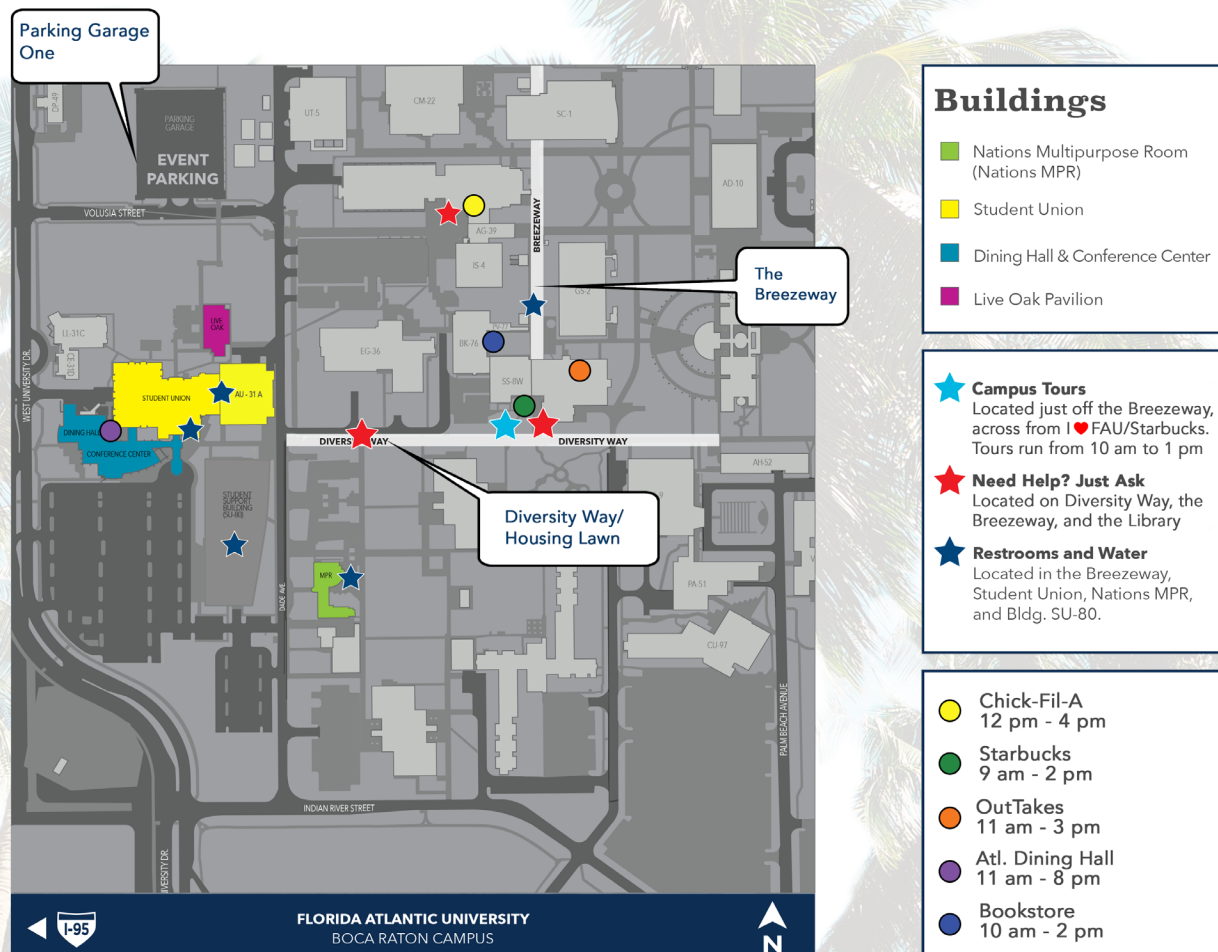 Parking Garage
One
DP-49
PARKING
GARAGE
EVENT
PARKING
UT-5
CM-22
SC-1
AD-10
VOLUSIA STREET
BREEZEWAY
AG-39
IS-4
GS-2
The
Breezeway
LIVE
OAK
LL-31C
CE-31D
EG-36
BK-76
SS-8W
WEST UNIVERSITY DR.
STUDENT UNION
AU - 31 A
DINING HALL
CONFERENCE CENTER
DIVERSITY WAY
DIVERSITY WAY
AH-52
STUDENT
SUPPORT
BUILDING
(SU-80)
Diversity Way/
Housing Lawn
MPR
DADE AVE.
PA-51
CU-97
PALM BEACH AVENUE
INDIAN RIVER STREET
I-95
FLORIDA ATLANTIC UNIVERSITY
BOCA RATON CAMPUS
N
Buildings
Nations Multipurpose Room
(Nations MPR)
Student Union
Dining Hall & Conference Center
Live Oak Pavilion
Campus Tours
Located just off the Breezeway,
across from I ♥ FAU/Starbucks.
Tours run from 10 am to 1 pm
Need Help? Just Ask
Located on Diversity Way, the
Breezeway, and the Library
Restrooms and Water
Located in the Breezeway,
Student Union, Nations MPR,
and Bldg. SU-80.
Chick-Fil-A
12 pm - 4 pm
Starbucks
9 am - 2 pm
OutTakes
11 am - 3 pm
Atl. Dining Hall
11 am - 8 pm
Bookstore
10 am - 2 pm